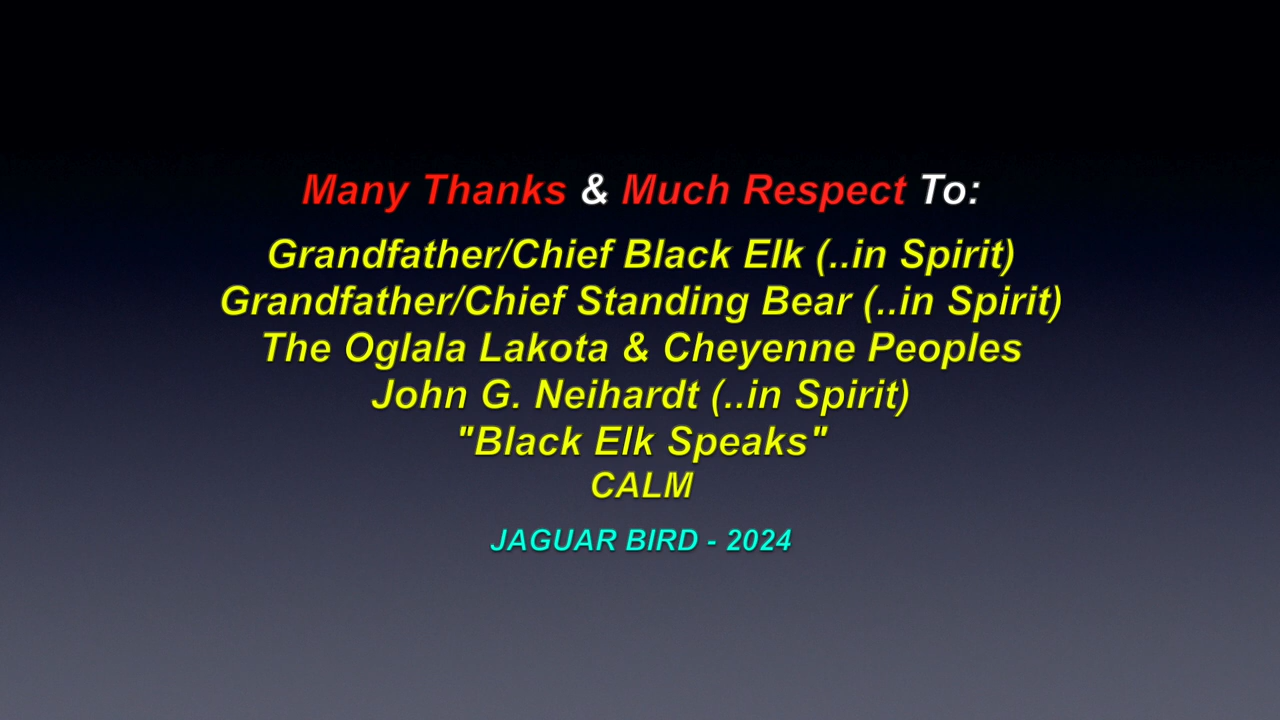 Many Thanks & Much Respect To:
Grandfather/Chief Black Elk (..in Spirit)
Grandfather/Chief Standing Bear (..in Spirit)
The Oglala Lakota & Cheyenne Peoples
John G. Neihardt (..in Spirit)
"Black Elk Speaks"
CALM
JAGUAR BIRD - 2024